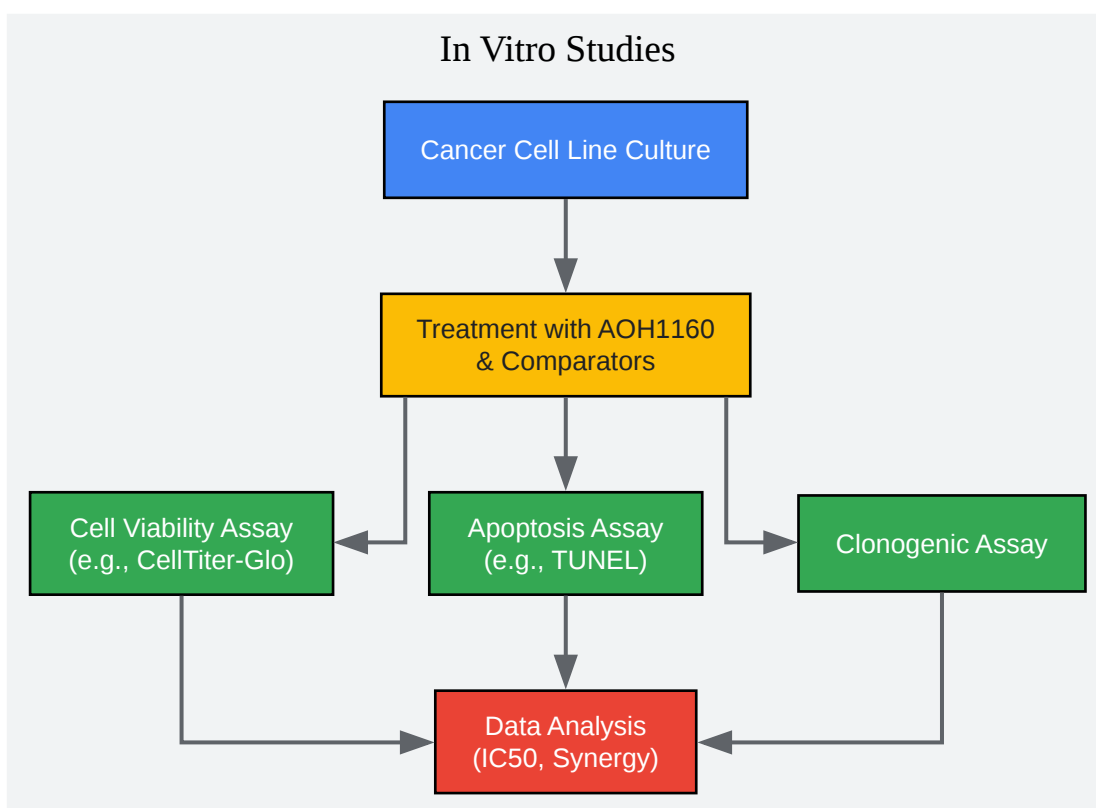 In Vitro Studies
Cancer Cell Line Culture
Treatment with AOH1160
& Comparators
Cell Viability Assay
(e.g., CellTiter-Glo)
Apoptosis Assay
(e.g., TUNEL)
Clonogenic Assay
Data Analysis
(IC50, Synergy)